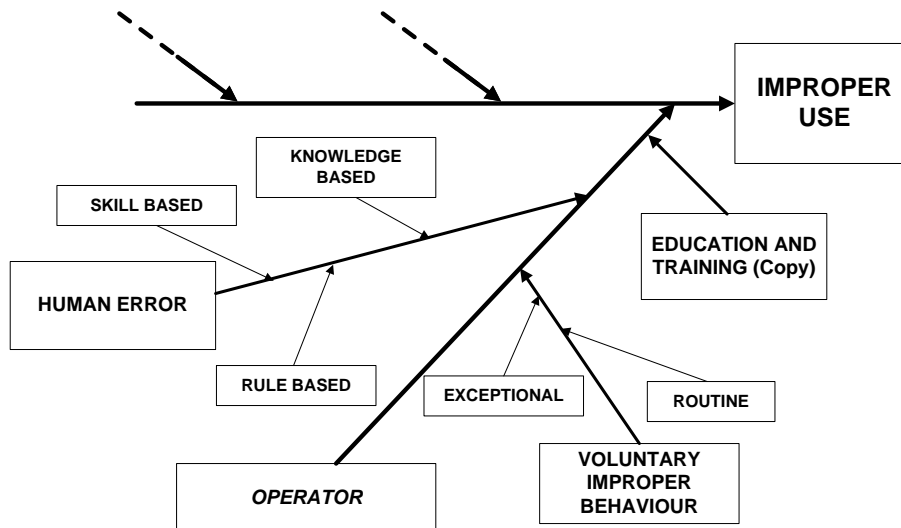 IMPROPER
USE
KNOWLEDGE
BASED
SKILL BASED
EDUCATION AND
TRAINING (Copy)
HUMAN ERROR
RULE BASED
EXCEPTIONAL
ROUTINE
VOLUNTARY
IMPROPER
BEHAVIOUR
OPERATOR